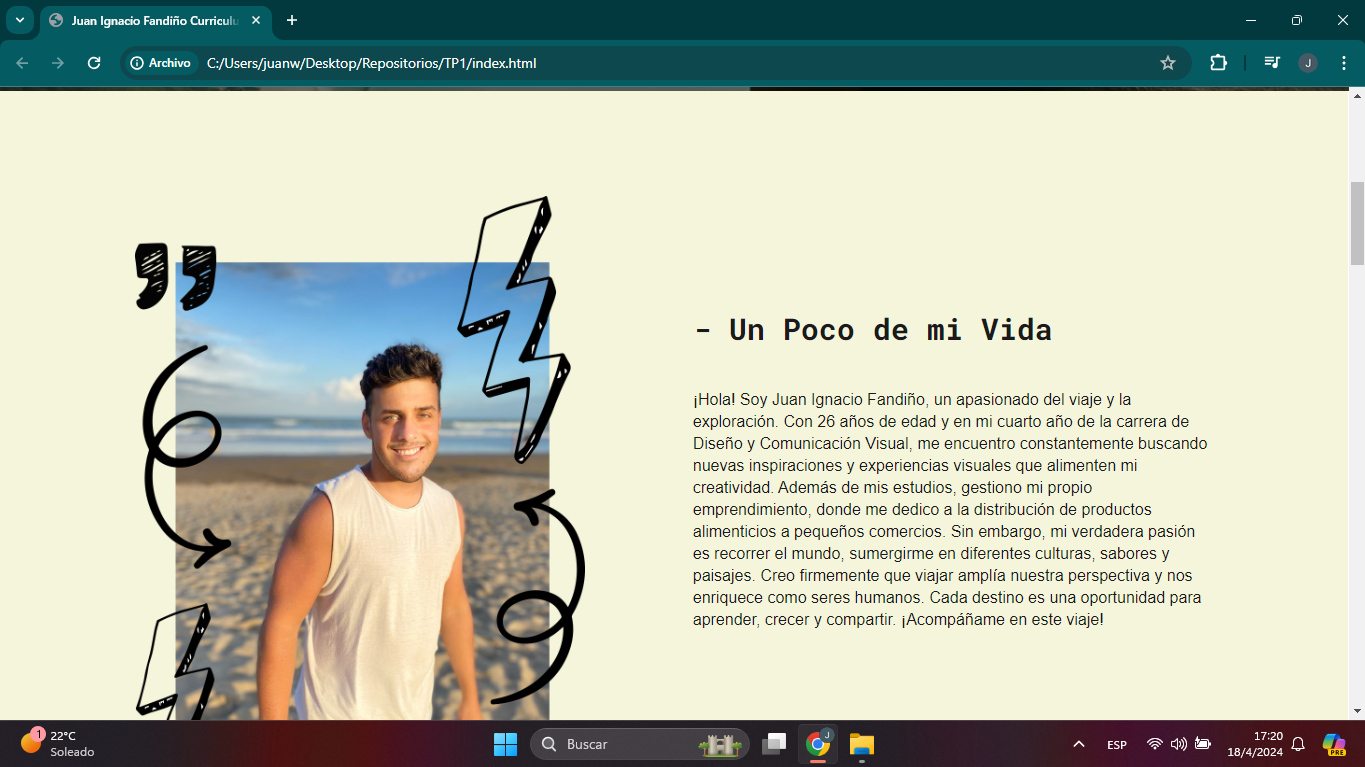 Juan Ignacio Fandiño Curriculu
Archivo
C:/Users/juanw/Desktop/Repositorios/TP1/index.html
J
- Un Poco de mi Vida
¡Hola! Soy Juan Ignacio Fandiño, un apasionado del viaje y la
exploración. Con 26 años de edad y en mi cuarto año de la carrera de
Diseño y Comunicación Visual, me encuentro constantemente buscando
nuevas inspiraciones y experiencias visuales que alimenten mi
creatividad. Además de mis estudios, gestiono mi propio
emprendimiento, donde me dedico a la distribución de productos
alimenticios a pequeños comercios. Sin embargo, mi verdadera pasión
es recorrer el mundo, sumergirme en diferentes culturas, sabores y
paisajes. Creo firmemente que viajar amplía nuestra perspectiva y nos
enriquece como seres humanos. Cada destino es una oportunidad para
aprender, crecer y compartir. ¡Acompáñame en este viaje!
1
22°C
Soleado
Buscar
J
ESP
17:20
18/4/2024
PRE